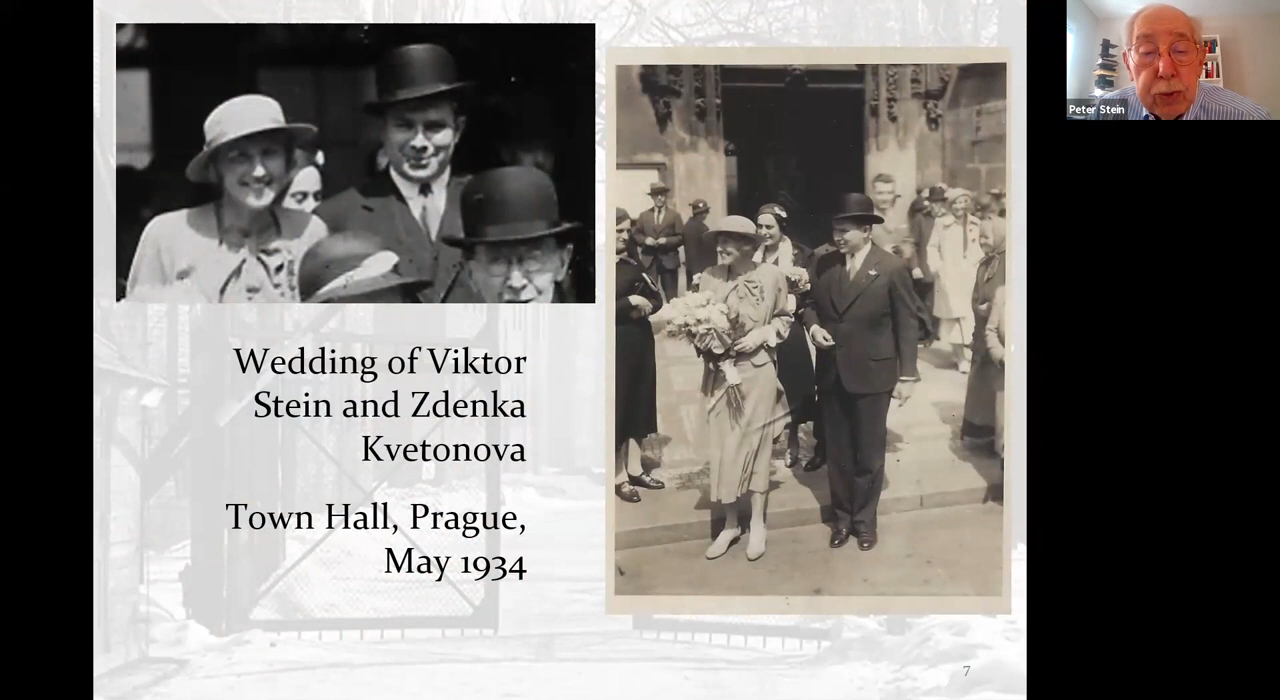 Wedding of Viktor
Stein and Zdenka
Kvetonova
Town Hall, Prague,
May 1934
7
Peter Stein